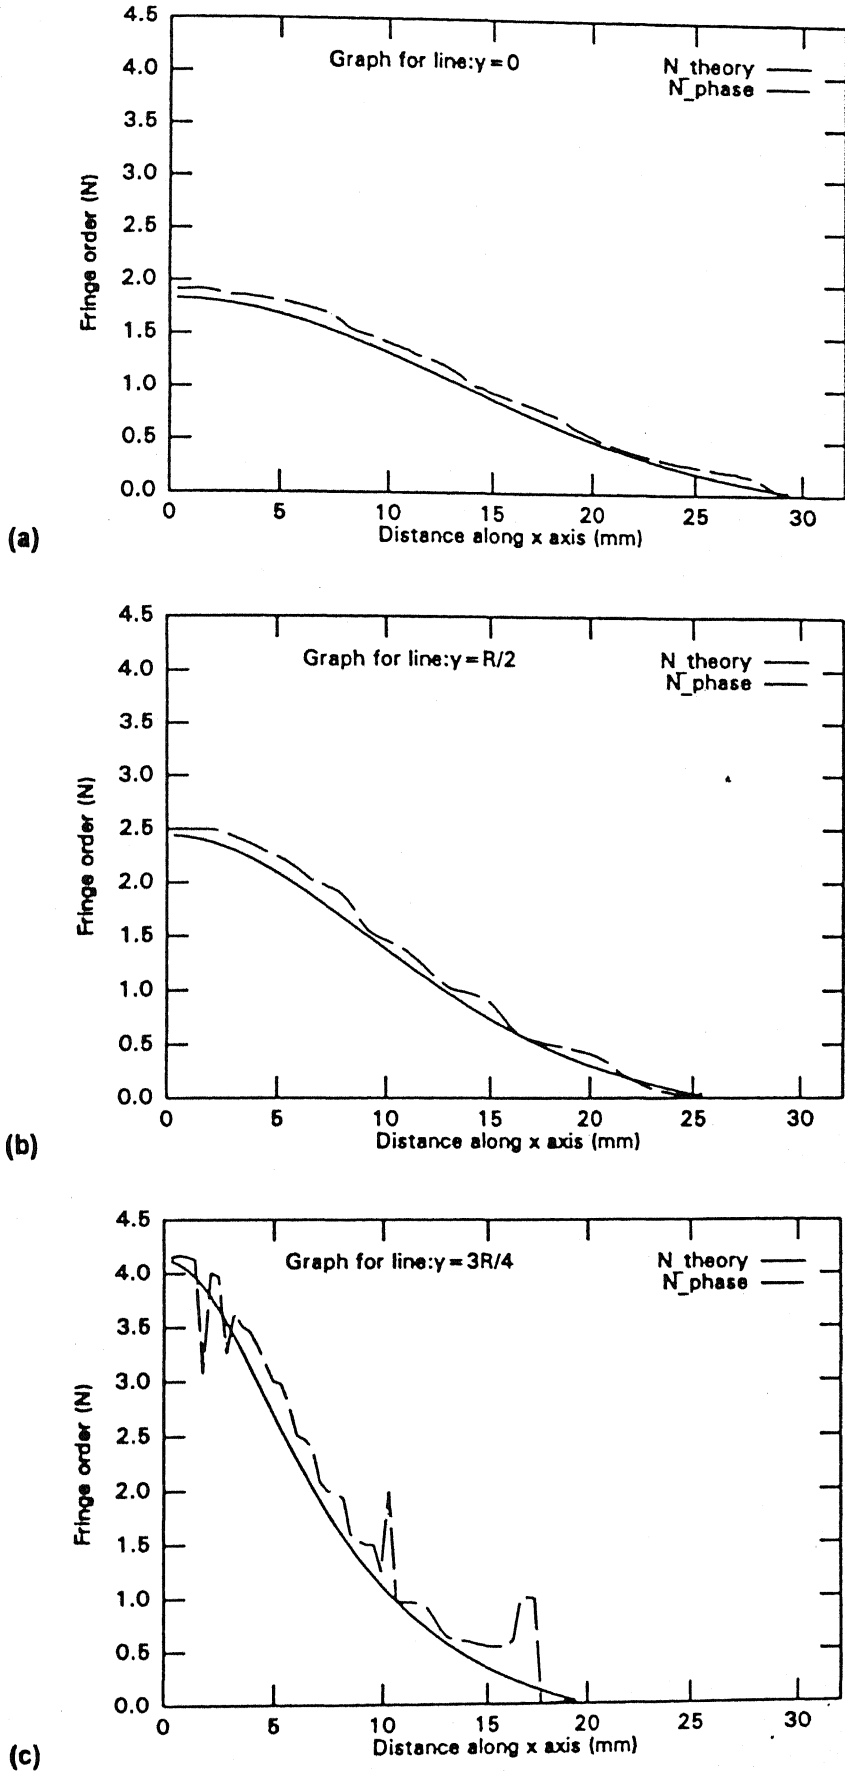 4.5
Graph for line:y=0
N_theory
N_phase
4.0
3.5
3.0
2.5
2.0
1.5
1.0
0.5
0.0
Fringe order (N)
0 5 10 15 20 25 30
Distance along x axis (mm)
(a)
4.5
Graph for line:y=R/2
N_theory
N_phase
4.0
3.5
3.0
2.5
2.0
1.5
1.0
0.5
0.0
Fringe order (N)
0 5 10 15 20 25 30
Distance along x axis (mm)
(b)
4.5
Graph for line:y=3R/4
N_theory
N_phase
4.0
3.5
3.0
2.5
2.0
1.5
1.0
0.5
0.0
Fringe order (N)
0 5 10 15 20 25 30
Distance along x axis (mm)
(c)